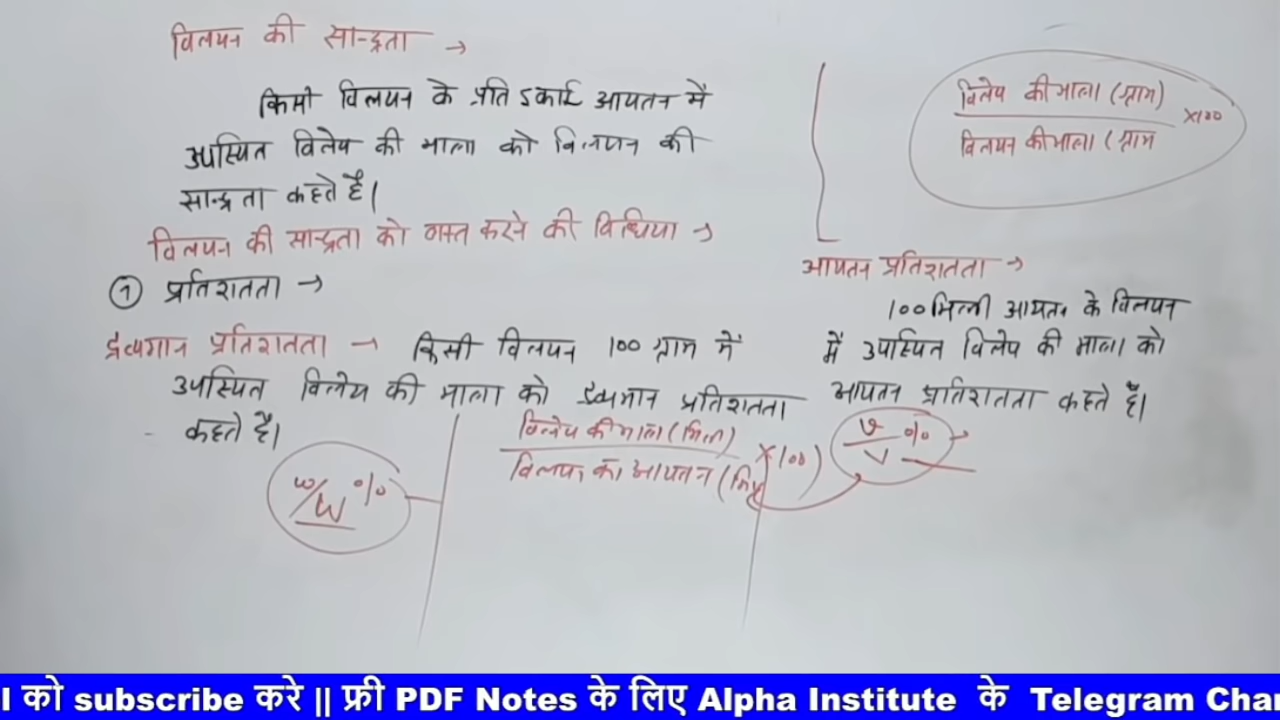 विलयन की सान्द्रता →
किसी विलयन के प्रति इकाई आयतन में
उपस्थित विलेय की मात्रा को विलयन की
सान्द्रता कहते है।
विलयन की सान्द्रता को व्यक्त करने की विधिया →
① प्रतिशतता →
द्रव्यमान प्रतिशतता → किसी विलयन 100 ग्राम में
उपस्थित विलेय की मात्रा को द्रव्यमान प्रतिशतता
कहते है।
w/W %
विलेय की मात्रा (ग्राम)
विलयन की मात्रा (ग्राम
×100
आयतन प्रतिशतता →
100 मिली आयतन के विलयन
में उपस्थित विलेय की मात्रा को
आयतन प्रतिशतता कहते है।
विलेय की मात्रा (मिली)
विलयन का आयतन (मि
×100)
v/V %
I को subscribe करे || फ्री PDF Notes के लिए Alpha Institute के Telegram Chan